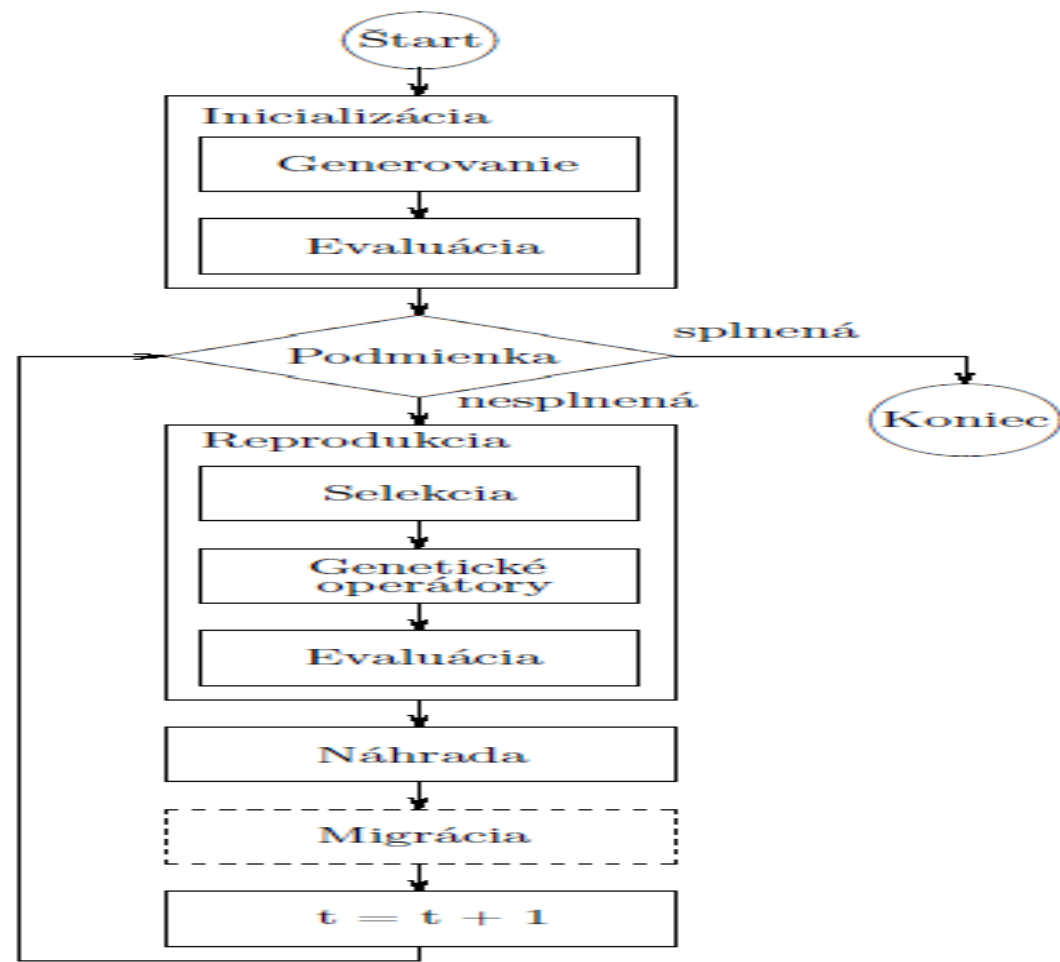 Štart
Inicializácia
Generovanie
Evaluácia
splnená
Podmienka
nesplnená
Koniec
Reprodukcia
Selekcia
Genetické
operátory
Evaluácia
Náhrada
Migrácia
t = t + 1